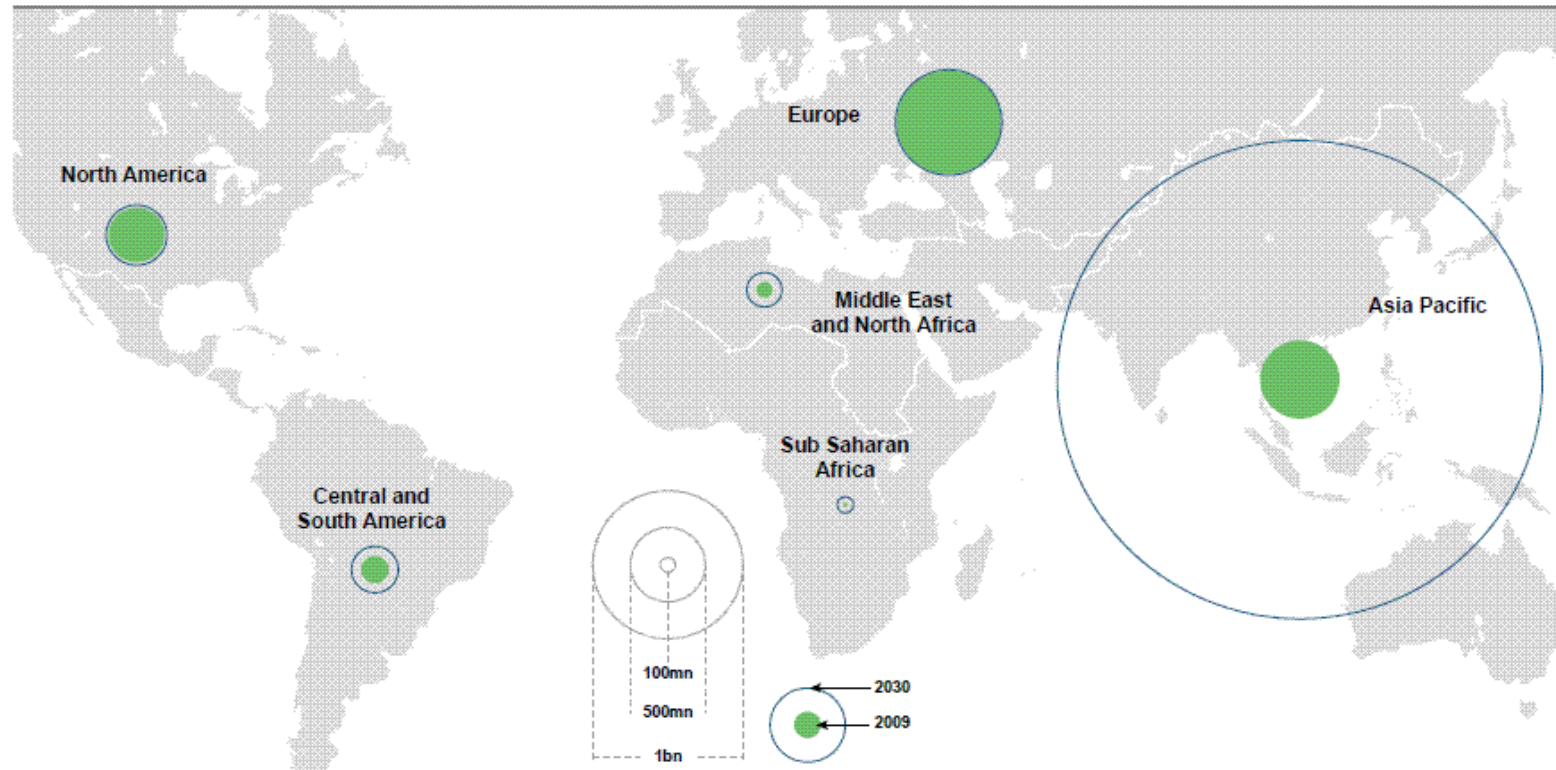 Europe
North America
Middle East
and North Africa
Asia Pacific
Sub Saharan
Africa
Central and
South America
100mn
500mn
1bn
2030
2009